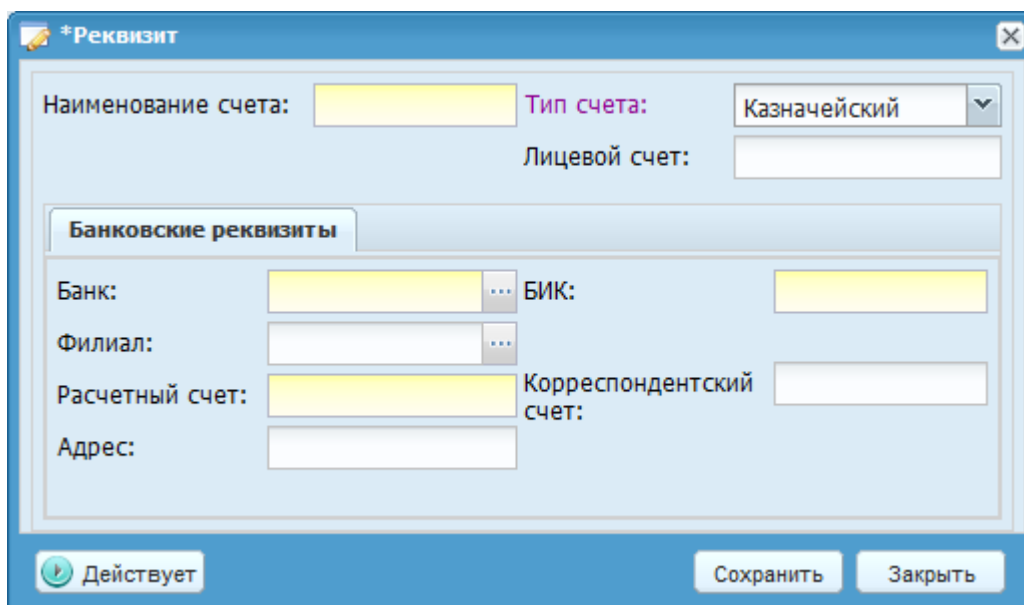 *Реквизит
Наименование счета: Тип счета: Казначейский
Лицевой счет:
Банковские реквизиты
Банк: ... БИК:
Филиал: ...
Расчетный счет: Корреспондентский
счет:
Адрес:
Действует Сохранить Закрыть